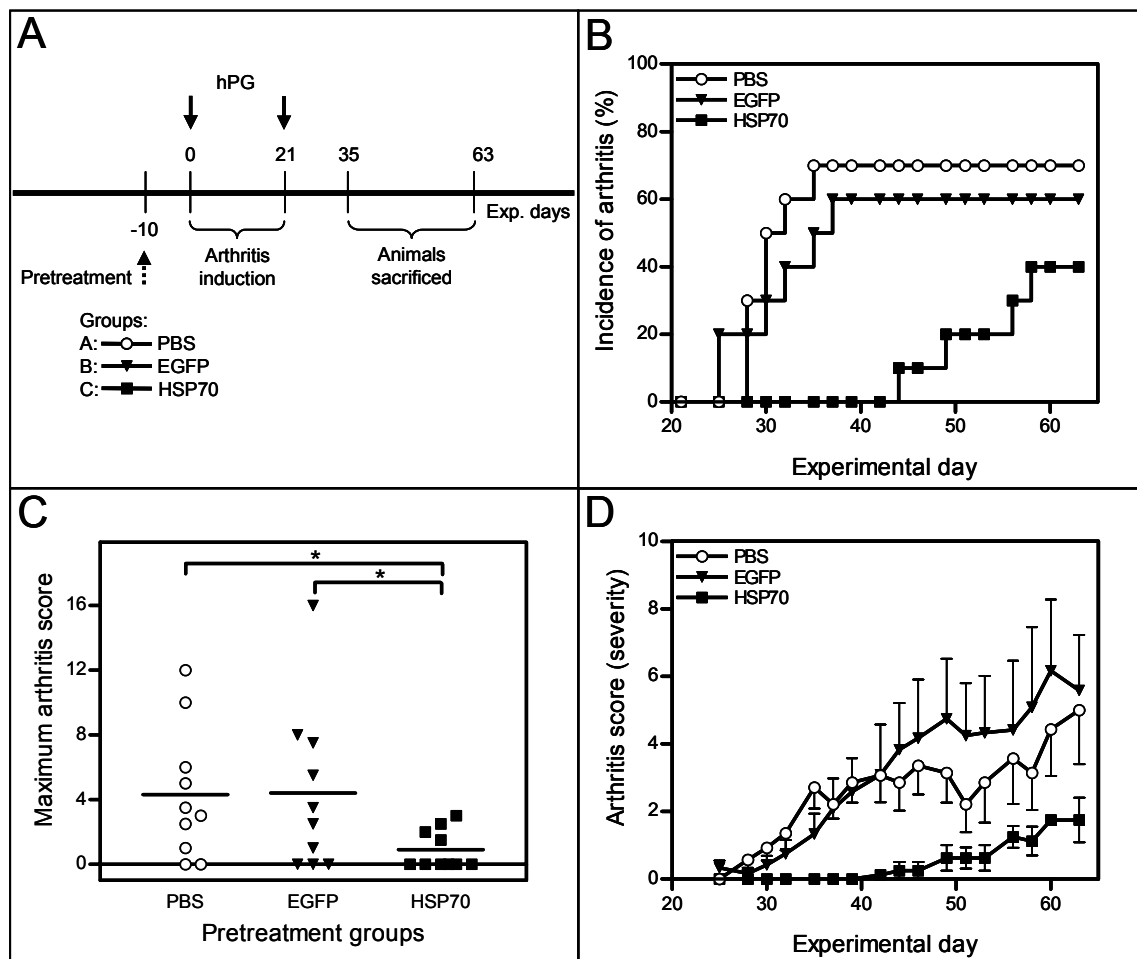 A
hPG
0 21 35 63
Exp. days
-10
Arthritis
induction
Animals
sacrificed
Pretreatment
Groups:
A: PBS
B: EGFP
C: HSP70
B
Incidence of arthritis (%)
100
80
60
40
20
0
PBS
EGFP
HSP70
20 30 40 50 60
Experimental day
C
Maximum arthritis score
16
12
8
4
0
*
*
PBS EGFP HSP70
Pretreatment groups
D
Arthritis score (severity)
10
8
6
4
2
0
PBS
EGFP
HSP70
20 30 40 50 60
Experimental day